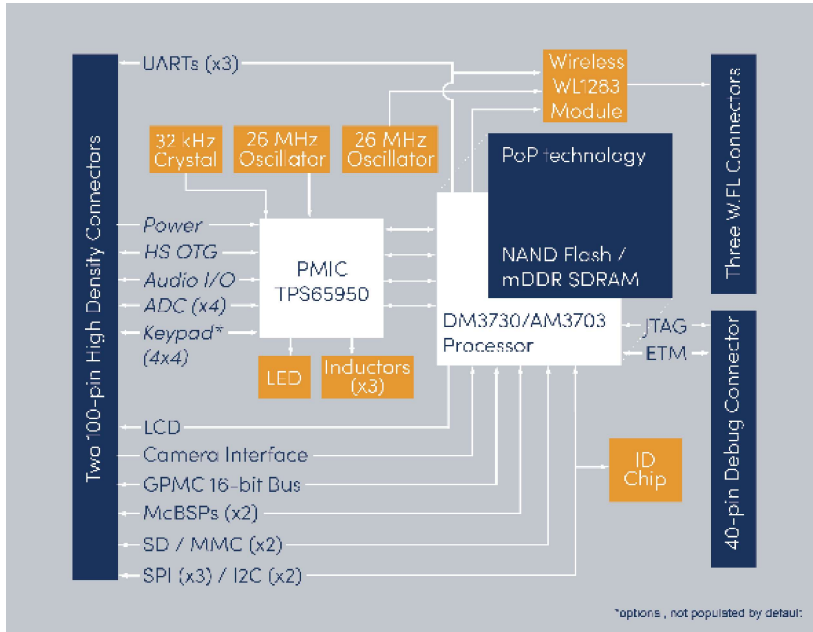 UARTs (x3)
Wireless
WL1283
Module
32 kHz
Crystal
26 MHz
Oscillator
26 MHz
Oscillator
PoP technology
NAND Flash /
mDDR SDRAM
Two 100-pin High Density Connectors
Three W.FL Connectors
Power
HS OTG
Audio I/O
ADC (x4)
Keypad*
(4x4)
PMIC
TPS65950
DM3730/AM3703
Processor
JTAG
ETM
LED
Inductors
(x3)
40-pin Debug Connector
LCD
Camera Interface
GPMC 16-bit Bus
McBSPs (x2)
SD / MMC (x2)
SPI (x3) / I2C (x2)
ID
Chip
*options , not populated by default